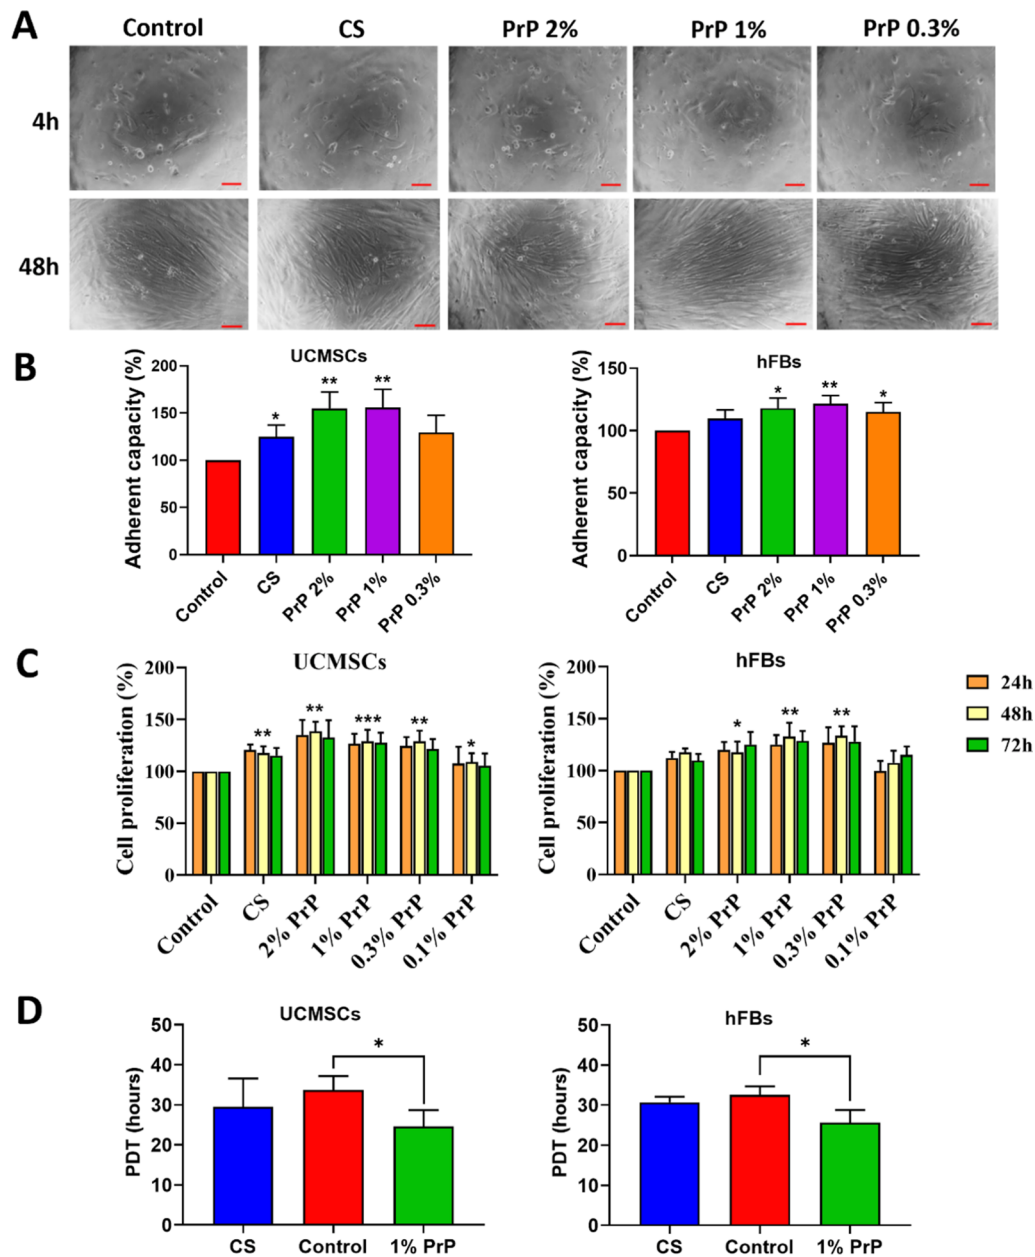 A
Control CS PrP 2% PrP 1% PrP 0.3%
4h
48h
B
UCMSCs
Adherent capacity (%)
200
150
100
50
0
* ** **
Control CS PrP 2% PrP 1% PrP 0.3%
hFBs
Adherent capacity (%)
150
100
50
0
* ** *
Control CS PrP 2% PrP 1% PrP 0.3%
C
UCMSCs
Cell proliferation (%)
200
150
100
50
0
** ** *** ** *
Control CS 2% PrP 1% PrP 0.3% PrP 0.1% PrP
hFBs
Cell proliferation (%)
200
150
100
50
0
* ** **
Control CS 2% PrP 1% PrP 0.3% PrP 0.1% PrP
24h
48h
72h
D
UCMSCs
PDT (hours)
50
40
30
20
10
0
*
CS Control 1% PrP
hFBs
PDT (hours)
50
40
30
20
10
0
*
CS Control 1% PrP